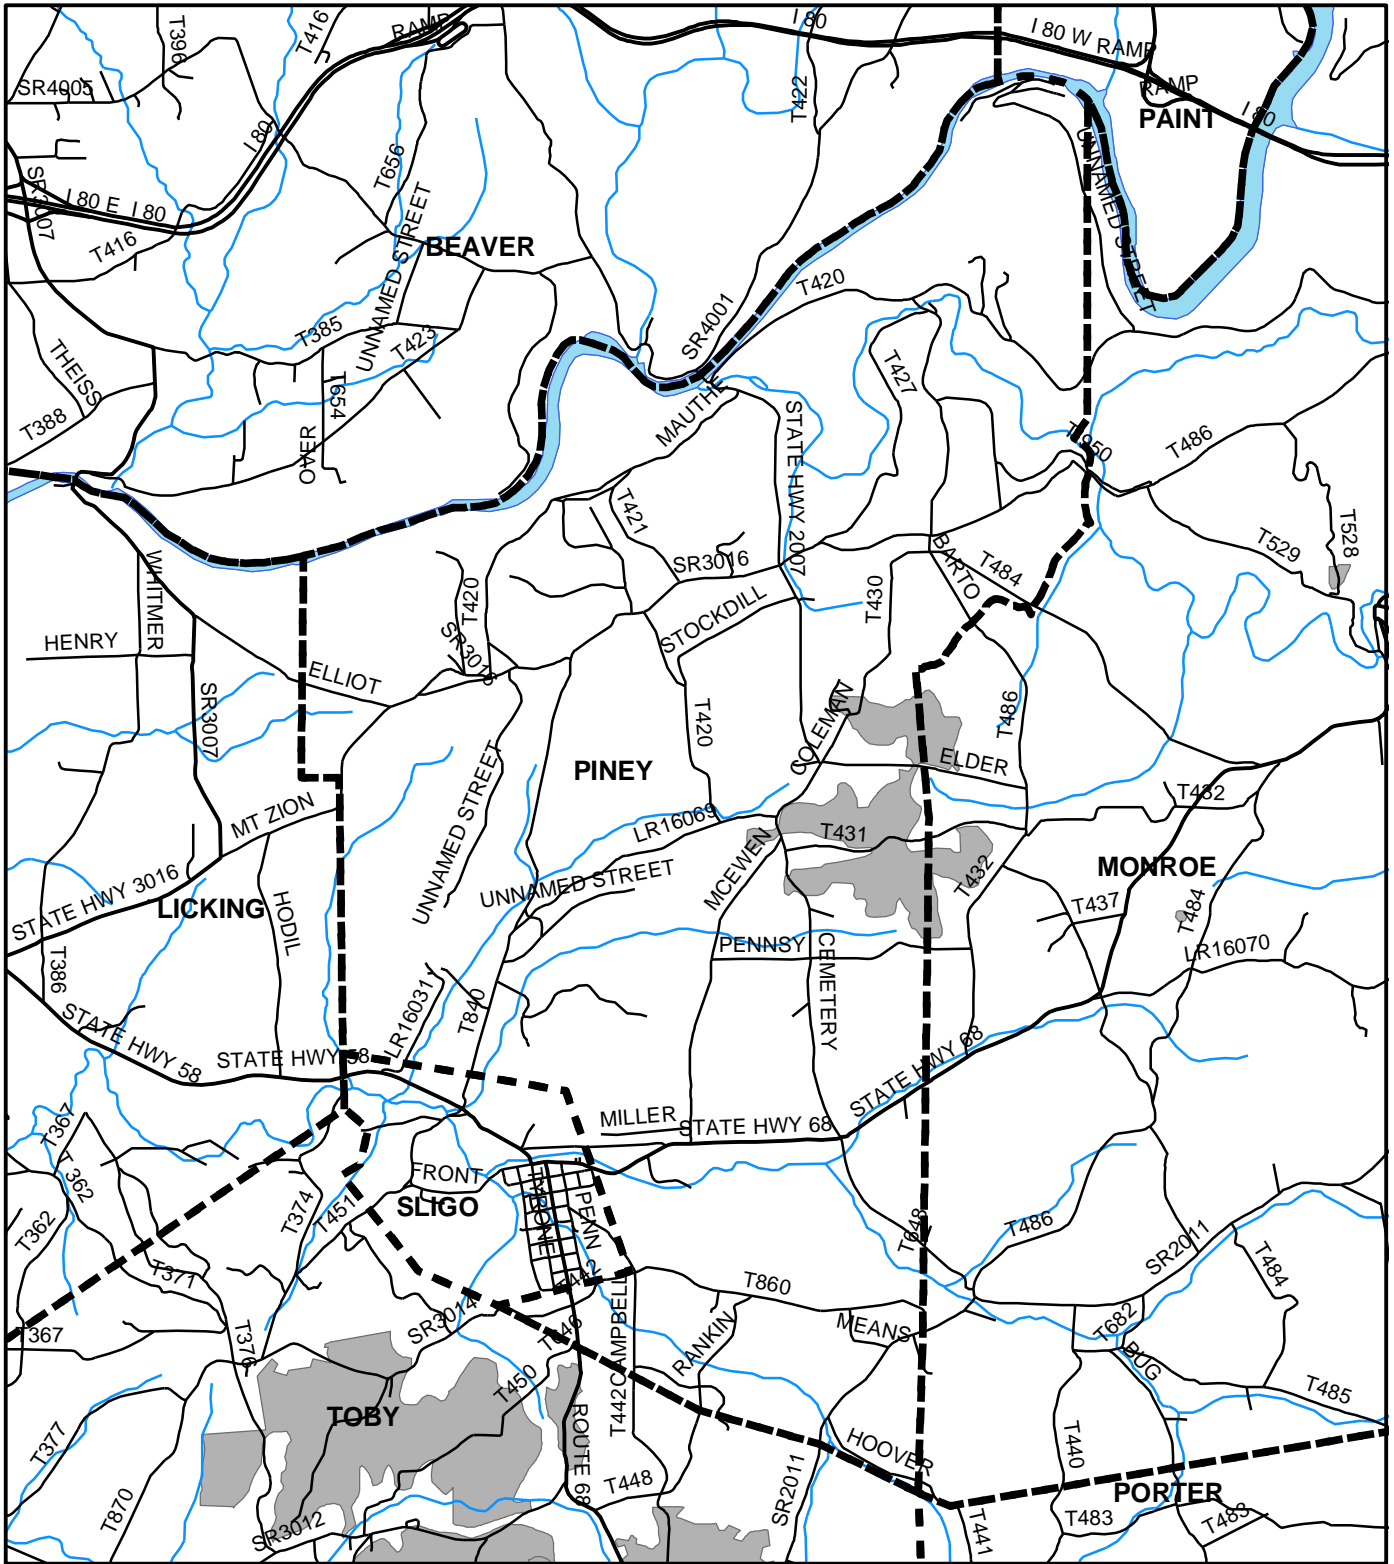 T396
T416
RAMP
I 80
I 80 W RAMP
SR4005
T422
RAMP
PAINT
I 80
I 80
T656
UNNAMED STREET
SR3007
I 80 E
I 80
T416
UNNAMED STREET
BEAVER
T420
SR4001
T385
T423
THEISS
T654
T427
T388
MAUTHE
STATE HWY 2007
OAER
T950
T486
T421
T528
T529
WHITMER
SR3016
BARTO
T484
T420
STOCKDILL
T430
HENRY
SR3016
ELLIOT
SR3007
T420
COLEMAN
T486
UNNAMED STREET
PINEY
ELDER
MT ZION
LR16069
T431
T432
MCEWEN
UNNAMED STREET
T432
MONROE
STATE HWY 3016
LICKING
HODIL
T437
T484
PENNSY
CEMETERY
LR16070
T386
LR16031
T840
STATE HWY 58
STATE HWY 58
STATE HWY 68
MILLER
STATE HWY 68
T367
T 362
FRONT
TYRONE
PENN
T374
T451
SLIGO
T362
T648
T486
SR2011
T484
T371
T442
T860
SR3014
CAMPBELL
RANKIN
MEANS
T682
T367
T376
T646
BUG
T450
T442
T485
TOBY
ROUTE 68
T377
HOOVER
T440
T448
SR2011
PORTER
T870
SR3012
T441
T483
T483